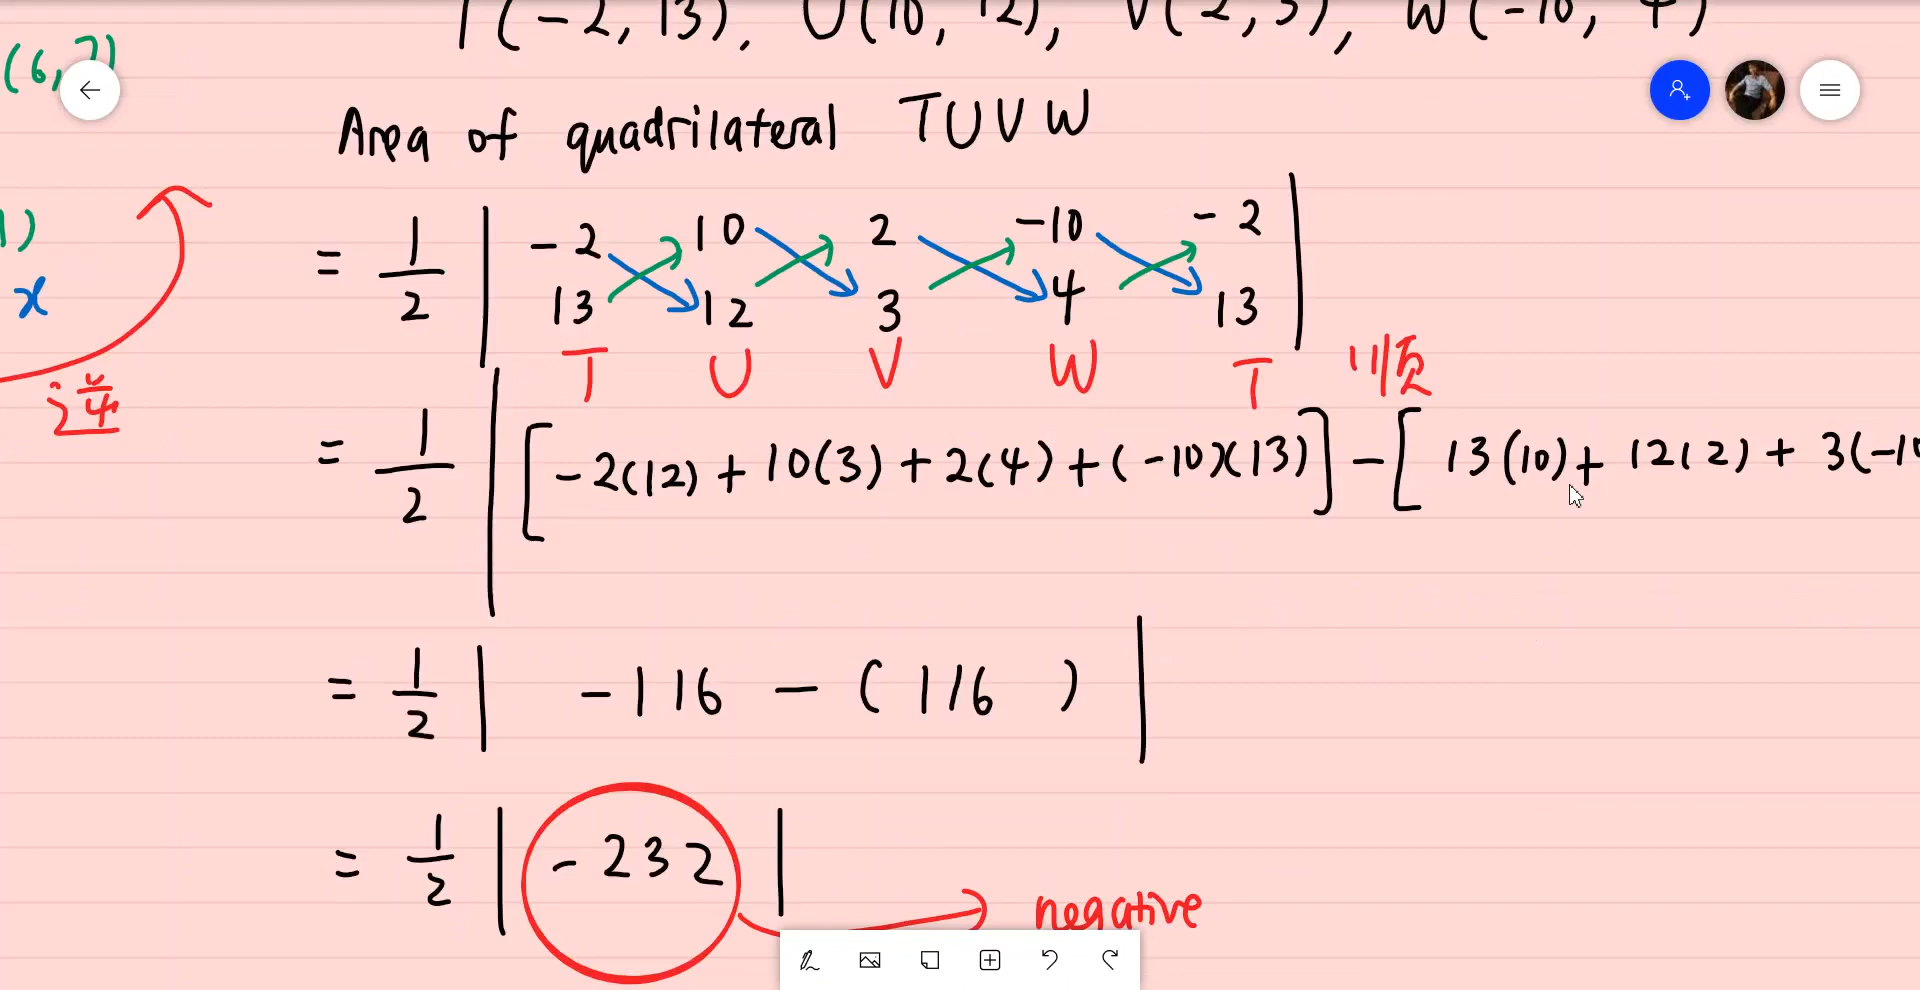 T(-2, 13), U(10, 12), V(2, 3), W(-10, 4)
(6, 7)
Area of quadrilateral TUVW
1)
x
= 1/2 | -2 10 2 -10 -2 |
13 12 3 4 13
T U V W T 顺
逆
= 1/2 | [-2(12) + 10(3) + 2(4) + (-10)(13)] - [13(10) + 12(2) + 3(-10
= 1/2 | -116 - (116 ) |
= 1/2 | -232 |
negative